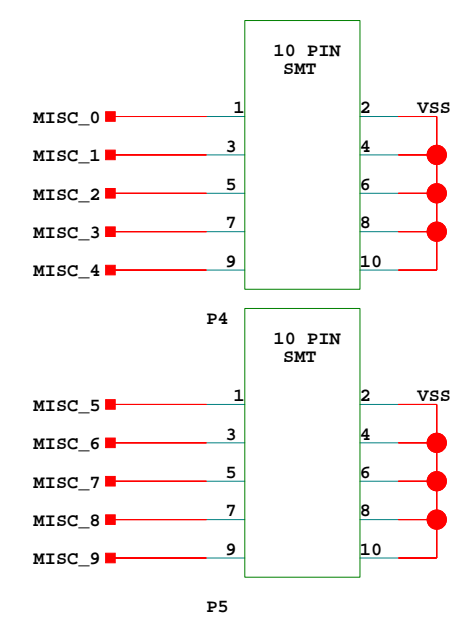 10 PIN
SMT
1 2 VSS
MISC_0
3 4
MISC_1
5 6
MISC_2
7 8
MISC_3
9 10
MISC_4
P4
10 PIN
SMT
1 2 VSS
MISC_5
3 4
MISC_6
5 6
MISC_7
7 8
MISC_8
9 10
MISC_9
P5